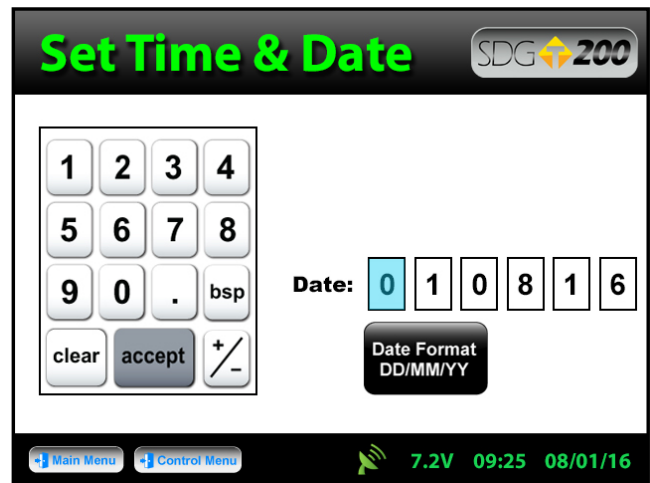 Set Time & Date
SDG T 200
1 2 3 4
5 6 7 8
9 0 . bsp
clear accept +/-
Date: 0 1 0 8 1 6
Date Format
DD/MM/YY
Main Menu Control Menu 7.2V 09:25 08/01/16